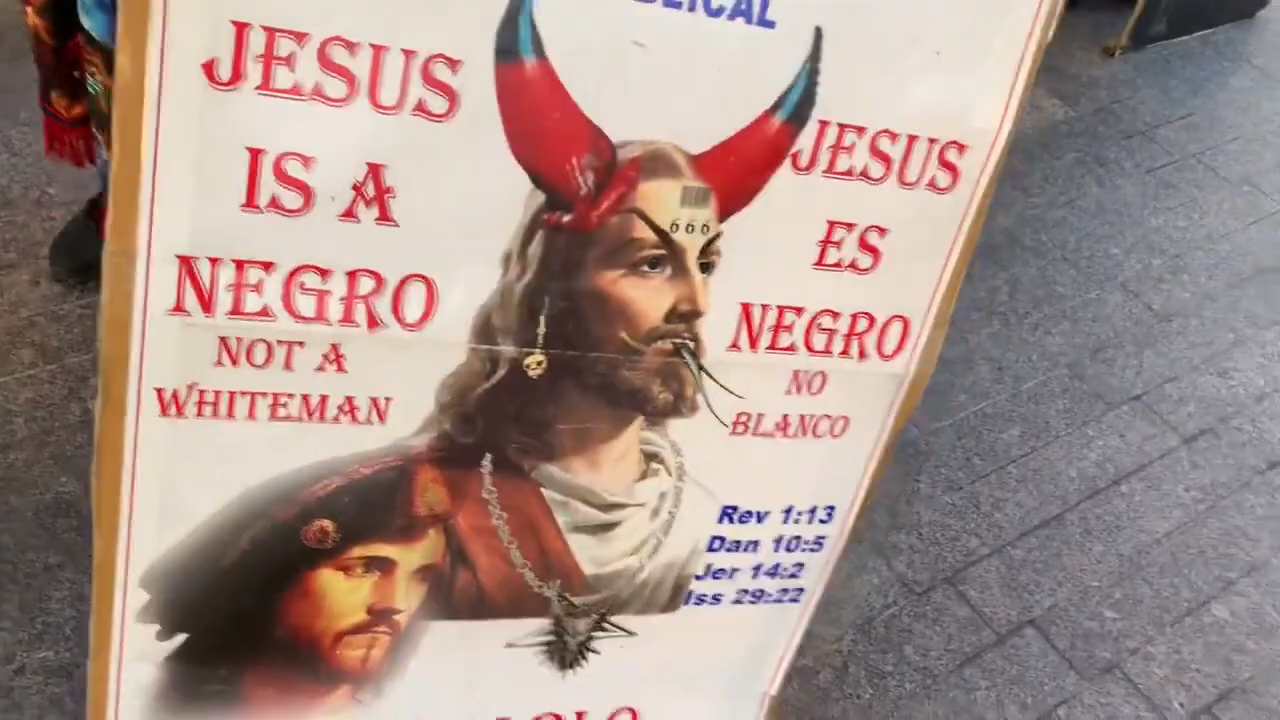 JESUS
IS A
NEGRO
NOT A
WHITEMAN
666
JESUS
ES
NEGRO
NO
BLANCO
Rev 1:13
Dan 10:5
Jer 14:2
Iss 29:22